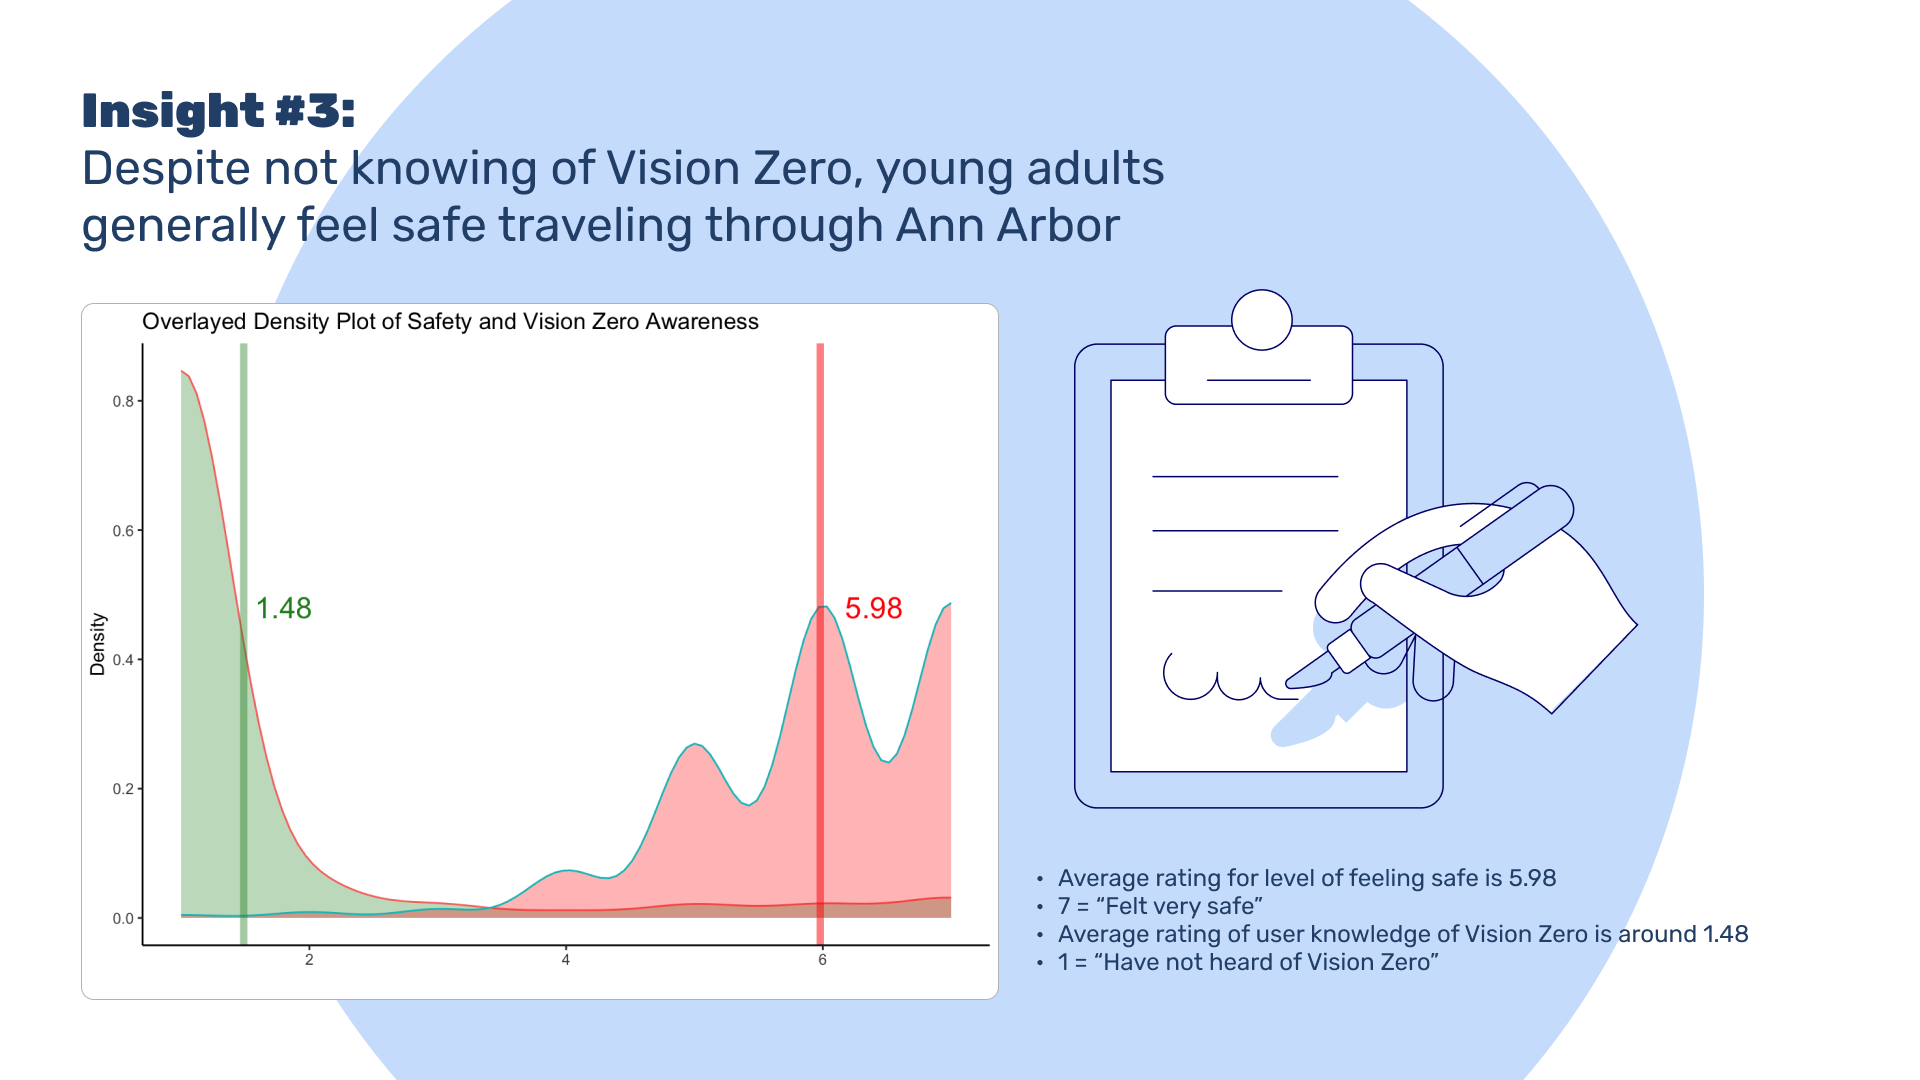 Insight #3:
Despite not knowing of Vision Zero, young adults
generally feel safe traveling through Ann Arbor
Overlayed Density Plot of Safety and Vision Zero Awareness
0.8
0.6
0.4
0.2
0.0
Density
1.48
5.98
2
4
6
• Average rating for level of feeling safe is 5.98
• 7 = “Felt very safe”
• Average rating of user knowledge of Vision Zero is around 1.48
• 1 = “Have not heard of Vision Zero”